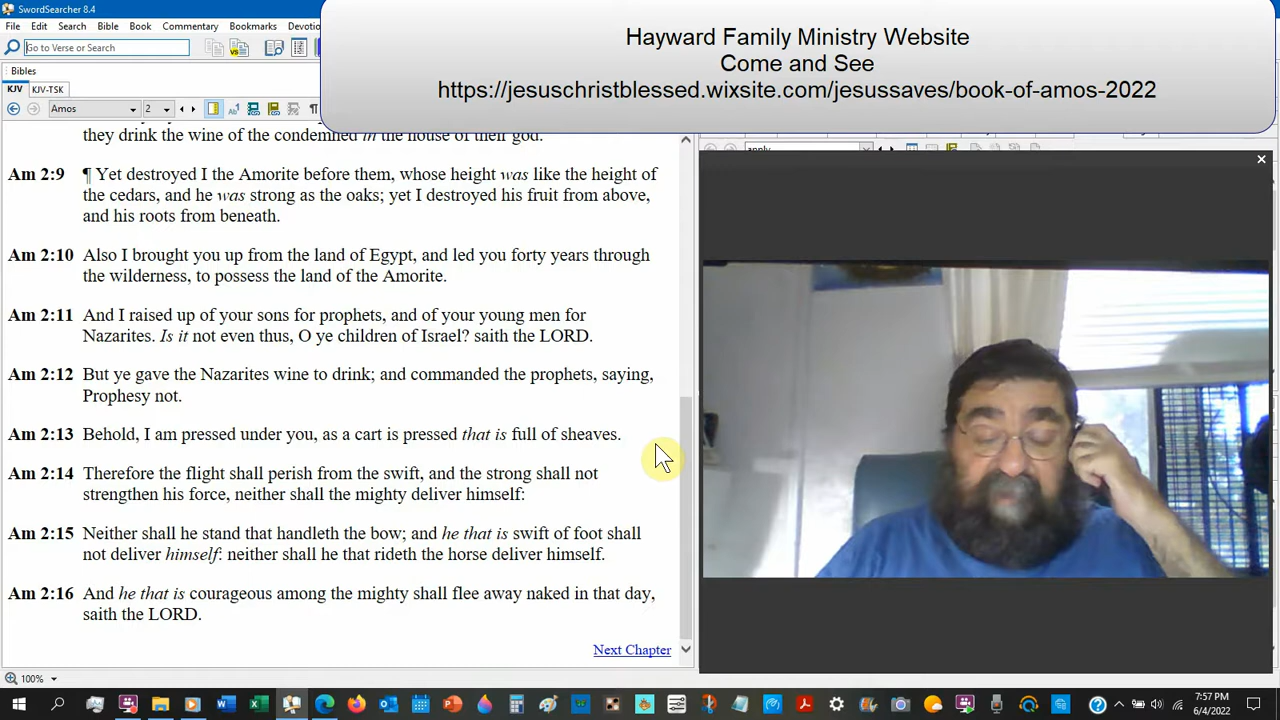 SwordSearcher 8.4
File Edit Search Bible Book Commentary Bookmarks Devotio
Hayward Family Ministry Website
Come and See
https://jesuschristblessed.wixsite.com/jesussaves/book-of-amos-2022
Go to Verse or Search
Bibles
KJV KJV-TSK
Amos 2
apply
they drink the wine of the condemned in the house of their god.
Am 2:9 ¶ Yet destroyed I the Amorite before them, whose height was like the height of
the cedars, and he was strong as the oaks; yet I destroyed his fruit from above,
and his roots from beneath.
Am 2:10 Also I brought you up from the land of Egypt, and led you forty years through
the wilderness, to possess the land of the Amorite.
Am 2:11 And I raised up of your sons for prophets, and of your young men for
Nazarites. Is it not even thus, O ye children of Israel? saith the LORD.
Am 2:12 But ye gave the Nazarites wine to drink; and commanded the prophets, saying,
Prophesy not.
Am 2:13 Behold, I am pressed under you, as a cart is pressed that is full of sheaves.
Am 2:14 Therefore the flight shall perish from the swift, and the strong shall not
strengthen his force, neither shall the mighty deliver himself:
Am 2:15 Neither shall he stand that handleth the bow; and he that is swift of foot shall
not deliver himself: neither shall he that rideth the horse deliver himself.
Am 2:16 And he that is courageous among the mighty shall flee away naked in that day,
saith the LORD.
Next Chapter
100%
7:57 PM
6/4/2022